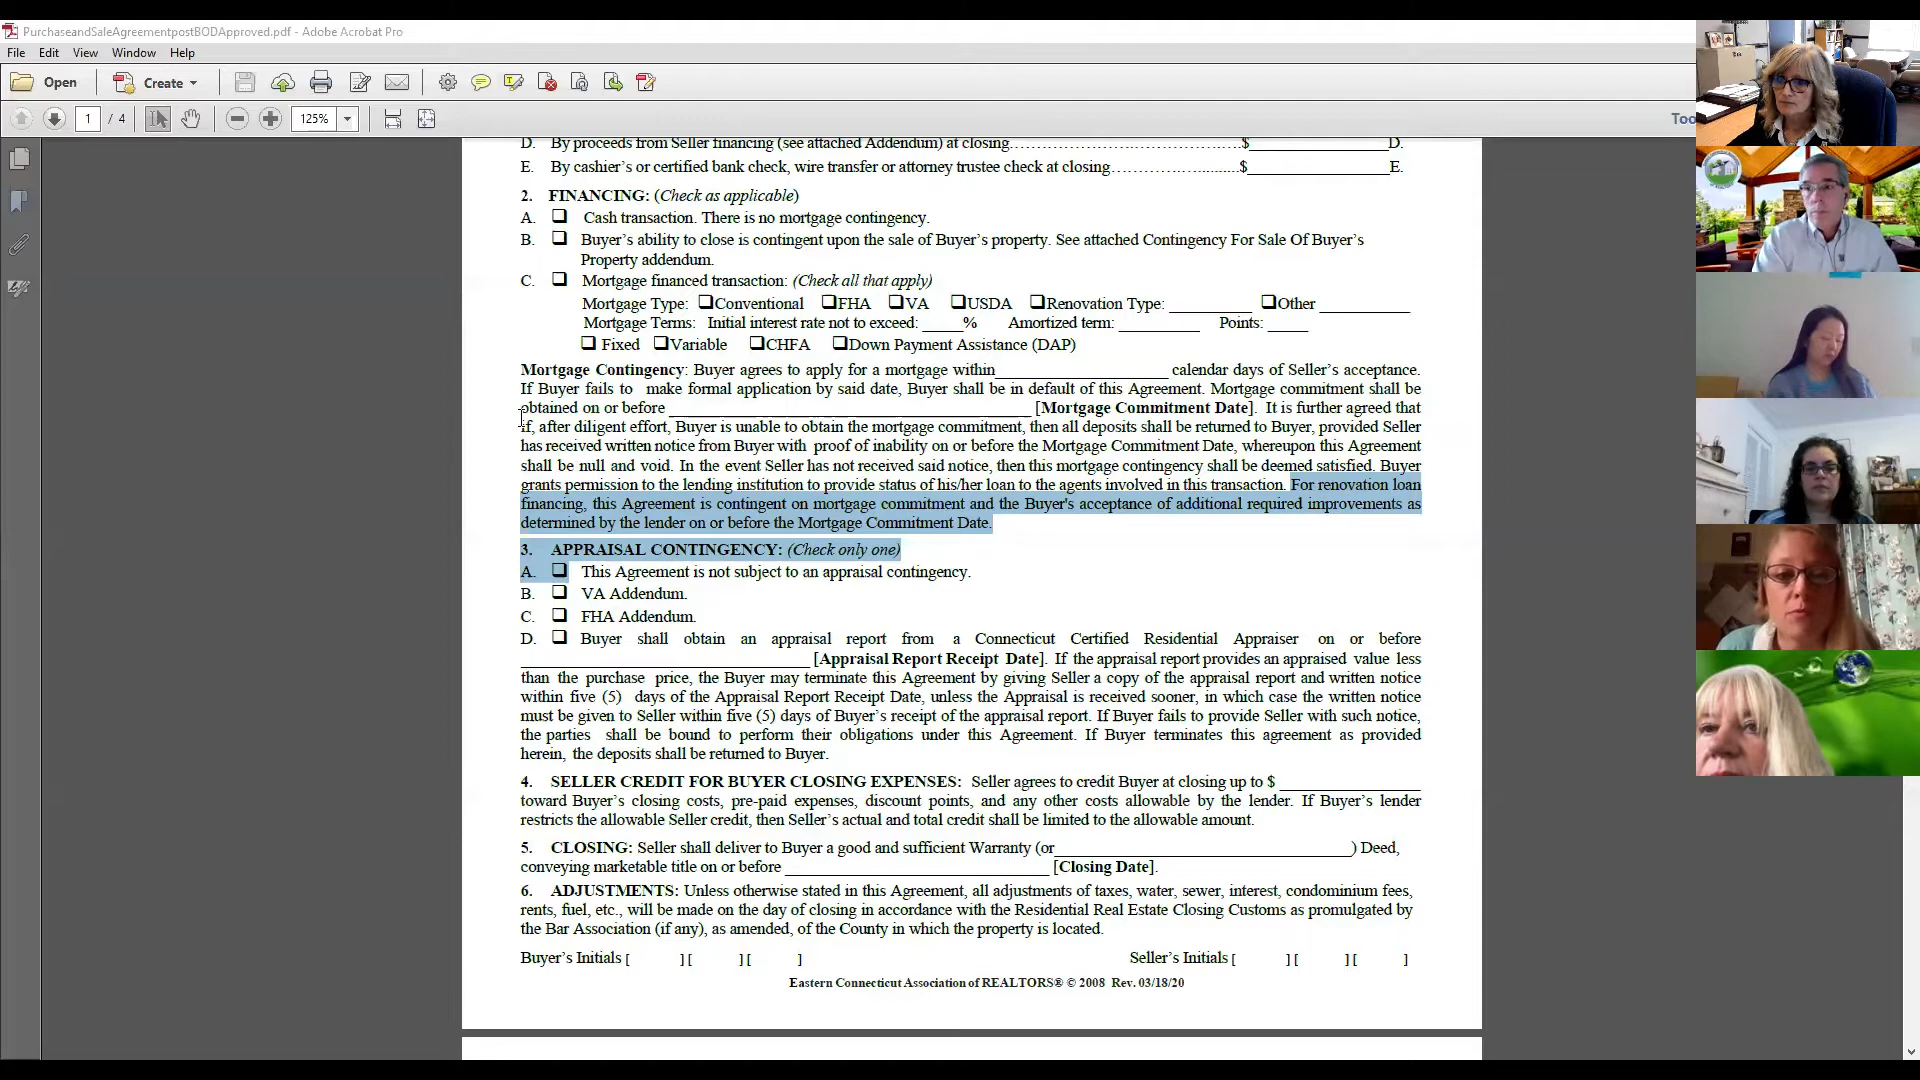 PurchaseandSaleAgreementpostBODApproved.pdf - Adobe Acrobat Pro
File Edit View Window Help
Open Create
1 / 4 125% Too
D. By proceeds from Seller financing (see attached Addendum) at closing……………………………………$_________________D.
E. By cashier's or certified bank check, wire transfer or attorney trustee check at closing………….…..........$_________________E.
2. FINANCING: (Check as applicable)
A. ❏ Cash transaction. There is no mortgage contingency.
B. ❏ Buyer's ability to close is contingent upon the sale of Buyer's property. See attached Contingency For Sale Of Buyer's
Property addendum.
C. ❏ Mortgage financed transaction: (Check all that apply)
Mortgage Type: ❏Conventional ❏FHA ❏VA ❏USDA ❏Renovation Type: __________ ❏Other ___________
Mortgage Terms: Initial interest rate not to exceed: _____% Amortized term: __________ Points: _____
❏ Fixed ❏Variable ❏CHFA ❏Down Payment Assistance (DAP)
Mortgage Contingency: Buyer agrees to apply for a mortgage within_____________________ calendar days of Seller's acceptance.
If Buyer fails to make formal application by said date, Buyer shall be in default of this Agreement. Mortgage commitment shall be
obtained on or before ____________________________________________ [Mortgage Commitment Date]. It is further agreed that
if, after diligent effort, Buyer is unable to obtain the mortgage commitment, then all deposits shall be returned to Buyer, provided Seller
has received written notice from Buyer with proof of inability on or before the Mortgage Commitment Date, whereupon this Agreement
shall be null and void. In the event Seller has not received said notice, then this mortgage contingency shall be deemed satisfied. Buyer
grants permission to the lending institution to provide status of his/her loan to the agents involved in this transaction. For renovation loan
financing, this Agreement is contingent on mortgage commitment and the Buyer's acceptance of additional required improvements as
determined by the lender on or before the Mortgage Commitment Date.
3. APPRAISAL CONTINGENCY: (Check only one)
A. ❏ This Agreement is not subject to an appraisal contingency.
B. ❏ VA Addendum.
C. ❏ FHA Addendum.
D. ❏ Buyer shall obtain an appraisal report from a Connecticut Certified Residential Appraiser on or before
___________________________________ [Appraisal Report Receipt Date]. If the appraisal report provides an appraised value less
than the purchase price, the Buyer may terminate this Agreement by giving Seller a copy of the appraisal report and written notice
within five (5) days of the Appraisal Report Receipt Date, unless the Appraisal is received sooner, in which case the written notice
must be given to Seller within five (5) days of Buyer's receipt of the appraisal report. If Buyer fails to provide Seller with such notice,
the parties shall be bound to perform their obligations under this Agreement. If Buyer terminates this agreement as provided
herein, the deposits shall be returned to Buyer.
4. SELLER CREDIT FOR BUYER CLOSING EXPENSES: Seller agrees to credit Buyer at closing up to $ _________________
toward Buyer's closing costs, pre-paid expenses, discount points, and any other costs allowable by the lender. If Buyer's lender
restricts the allowable Seller credit, then Seller's actual and total credit shall be limited to the allowable amount.
5. CLOSING: Seller shall deliver to Buyer a good and sufficient Warranty (or____________________________________) Deed,
conveying marketable title on or before ________________________________ [Closing Date].
6. ADJUSTMENTS: Unless otherwise stated in this Agreement, all adjustments of taxes, water, sewer, interest, condominium fees,
rents, fuel, etc., will be made on the day of closing in accordance with the Residential Real Estate Closing Customs as promulgated by
the Bar Association (if any), as amended, of the County in which the property is located.
Buyer's Initials [ ] [ ] [ ] Seller's Initials [ ] [ ] [ ]
Eastern Connecticut Association of REALTORS® © 2008 Rev. 03/18/20